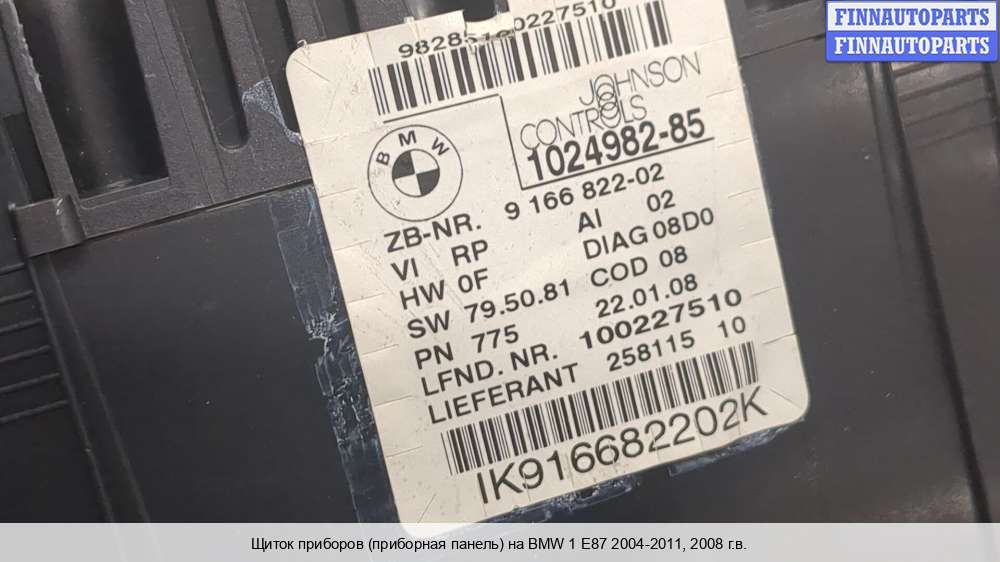 FINNAUTOPARTS
FINNAUTOPARTS
JOHNSON
CONTROLS
1024982-85
BMW
ZB-NR. 9 166 822-02
VI RP AI 02
HW 0F DIAG 08D0
SW 79.50.81 COD 08
PN 775 22.01.08
LFND. NR. 100227510
LIEFERANT 258115 10
IK916682202K
Щиток приборов (приборная панель) на BMW 1 E87 2004-2011, 2008 г.в.